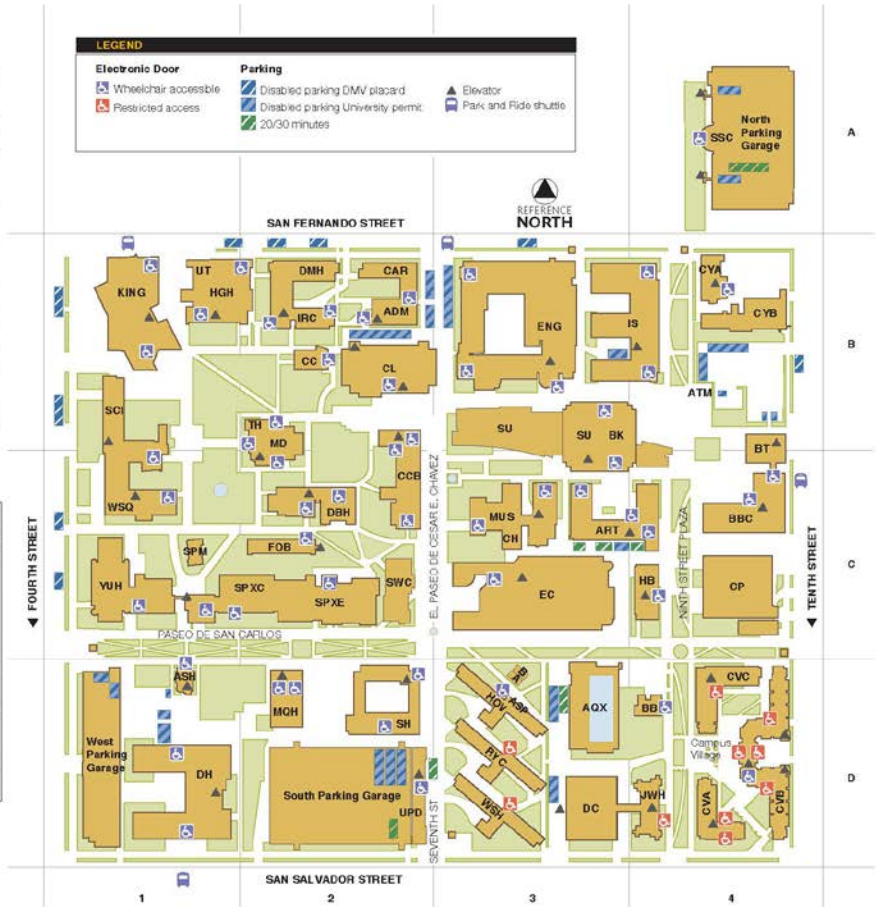 LEGEND
Electronic Door
Wheelchair accessible
Restricted access
Parking
Disabled parking DMV placard
Disabled parking University permit
20/30 minutes
Elevator
Park and Ride shuttle
SSC
North
Parking
Garage
A
REFERENCE
NORTH
SAN FERNANDO STREET
KING
UT
HGH
DMH
IRC
CAR
ADM
ENG
IS
CYA
CYB
B
CC
CL
ATM
SCI
TH
MD
SU
SU
BK
BT
CCB
WSQ
DBH
EL PASEO DE CESAR E. CHAVEZ
MUS
CH
ART
BBC
NINTH STREET PLAZA
FOURTH STREET
TENTH STREET
SPM
FOB
YUH
SPXC
SPXE
SWC
EC
HB
CP
C
PASEO DE SAN CARLOS
ASH
MQH
SH
HOV
ASP
AQX
BB
CVC
West
Parking
Garage
DH
South Parking Garage
UPD
SEVENTH ST
RYC
WSH
DC
JWH
Campus
Village
CVA
CVB
D
SAN SALVADOR STREET
1
2
3
4